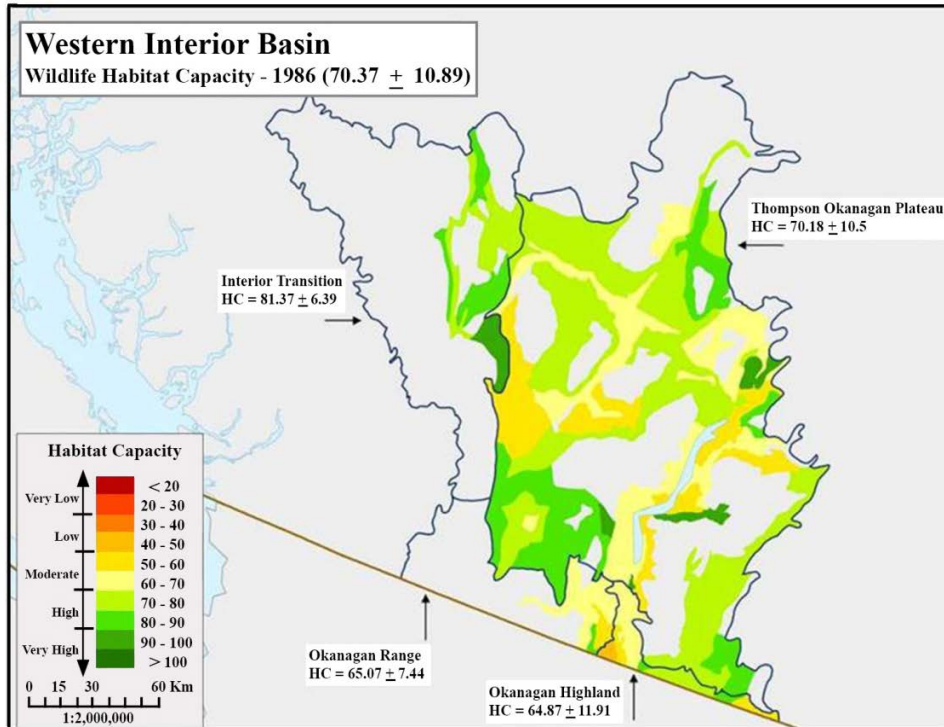 Western Interior Basin
Wildlife Habitat Capacity - 1986 (70.37 ± 10.89)
Thompson Okanagan Plateau
HC = 70.18 ± 10.5
Interior Transition
HC = 81.37 ± 6.39
Habitat Capacity
Very Low
Low
Moderate
High
Very High
< 20
20 - 30
30 - 40
40 - 50
50 - 60
60 - 70
70 - 80
80 - 90
90 - 100
> 100
0 15 30 60 Km
1:2,000,000
Okanagan Range
HC = 65.07 ± 7.44
Okanagan Highland
HC = 64.87 ± 11.91